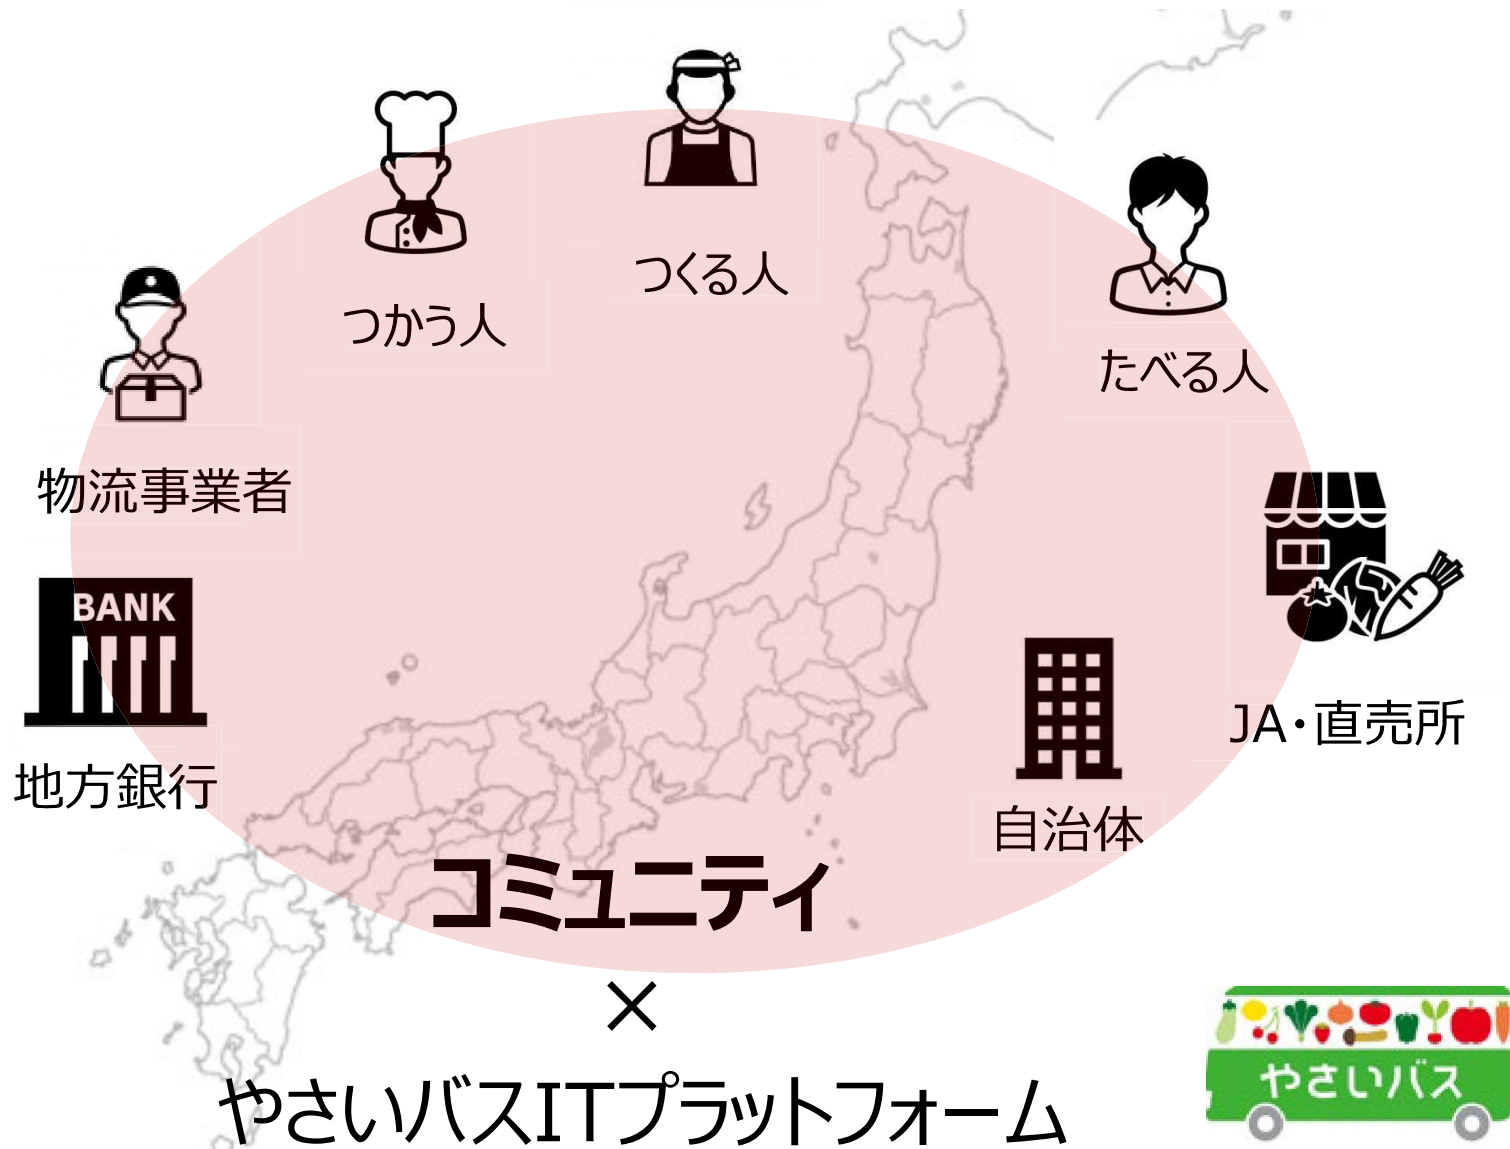 つくる人
つかう人
たべる人
物流事業者
BANK
地方銀行
JA・直売所
自治体
コミュニティ
×
やさいバスITプラットフォーム
やさいバス